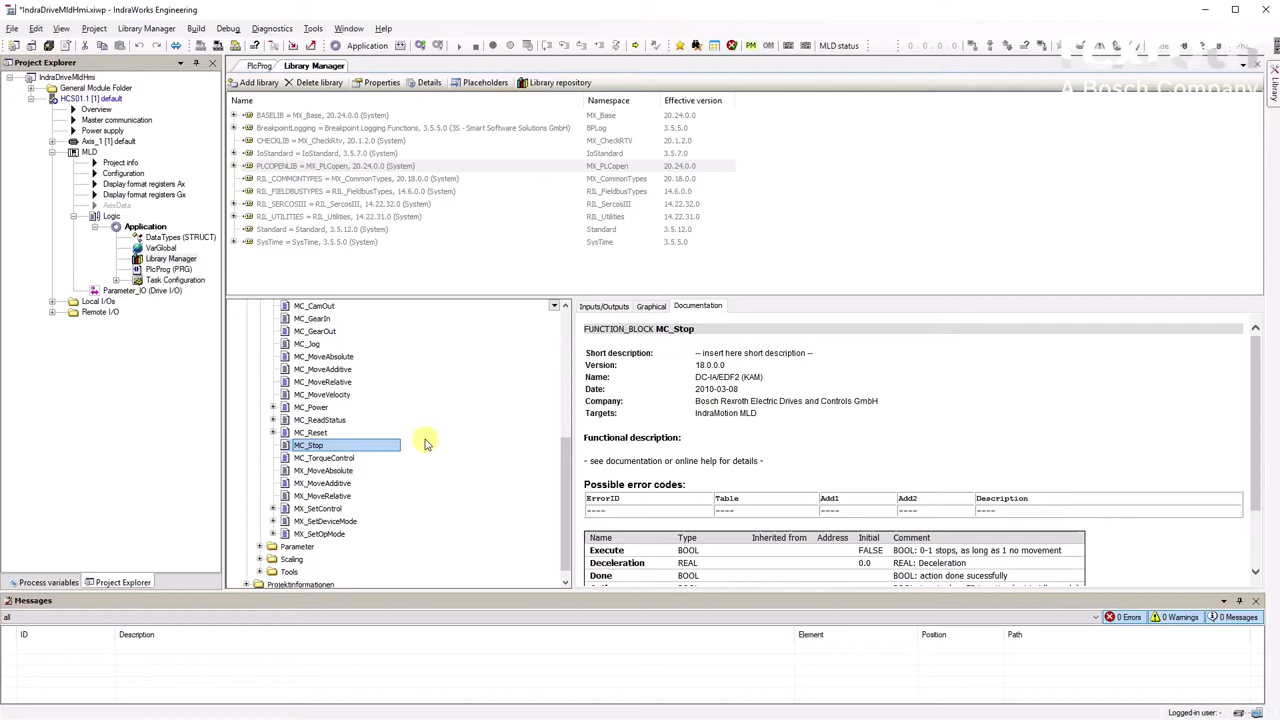 *IndraDriveMldHmi.xiwp - IndraWorks Engineering
File Edit View Project Library Manager Build Debug Diagnostics Tools Window Help
Application PM OM MLD status 0 . 0 . 0 . 0
Project Explorer
IndraDriveMldHmi
General Module Folder
HCS01.1 [1] default
Overview
Master communication
Power supply
Axis_1 [1] default
MLD
Project info
Configuration
Display format registers Ax
Display format registers Gx
AxisData
Logic
Application
DataTypes (STRUCT)
VarGlobal
Library Manager
PlcProg (PRG)
Task Configuration
Parameter_IO (Drive I/O)
Local I/Os
Remote I/O
Process variables Project Explorer
PlcProg Library Manager
rexroth
A Bosch Company
Library
Add library Delete library Properties Details Placeholders Library repository
Name Namespace Effective version
BASELIB = MX_Base, 20.24.0.0 (System) MX_Base 20.24.0.0
BreakpointLogging = Breakpoint Logging Functions, 3.5.5.0 (3S - Smart Software Solutions GmbH) BPLog 3.5.5.0
CHECKLIB = MX_CheckRtv, 20.1.2.0 (System) MX_CheckRTV 20.1.2.0
IoStandard = IoStandard, 3.5.7.0 (System) IoStandard 3.5.7.0
PLCOPENLIB = MX_PLCopen, 20.24.0.0 (System) MX_PLCopen 20.24.0.0
RIL_COMMONTYPES = MX_CommonTypes, 20.18.0.0 (System) MX_CommonTypes 20.18.0.0
RIL_FIELDBUSTYPES = RIL_FieldbusTypes, 14.6.0.0 (System) RIL_FieldbusTypes 14.6.0.0
RIL_SERCOSIII = RIL_SercosIII, 14.22.32.0 (System) RIL_SercosIII 14.22.32.0
RIL_UTILITIES = RIL_Utilities, 14.22.31.0 (System) RIL_Utilities 14.22.31.0
Standard = Standard, 3.5.12.0 (System) Standard 3.5.12.0
SysTime = SysTime, 3.5.5.0 (System) SysTime 3.5.5.0
MC_CamOut
MC_GearIn
MC_GearOut
MC_Jog
MC_MoveAbsolute
MC_MoveAdditive
MC_MoveRelative
MC_MoveVelocity
MC_Power
MC_ReadStatus
MC_Reset
MC_Stop
MC_TorqueControl
MX_MoveAbsolute
MX_MoveAdditive
MX_MoveRelative
MX_SetControl
MX_SetDeviceMode
MX_SetOpMode
Parameter
Scaling
Tools
Projektinformationen
Inputs/Outputs Graphical Documentation
FUNCTION_BLOCK MC_Stop
Short description: -- insert here short description --
Version: 18.0.0.0
Name: DC-IA/EDF2 (KAM)
Date: 2010-03-08
Company: Bosch Rexroth Electric Drives and Controls GmbH
Targets: IndraMotion MLD
Functional description:
- see documentation or online help for details -
Possible error codes:
ErrorID Table Add1 Add2 Description
---- ---- ---- ---- ----
Name Type Inherited from Address Initial Comment
Execute BOOL FALSE BOOL: 0-1 stops, as long as 1 no movement
Deceleration REAL 0.0 REAL: Deceleration
Done BOOL BOOL: action done sucessfully
Messages
all 0 Errors 0 Warnings 0 Messages
ID Description Element Position Path
Logged-in user: -